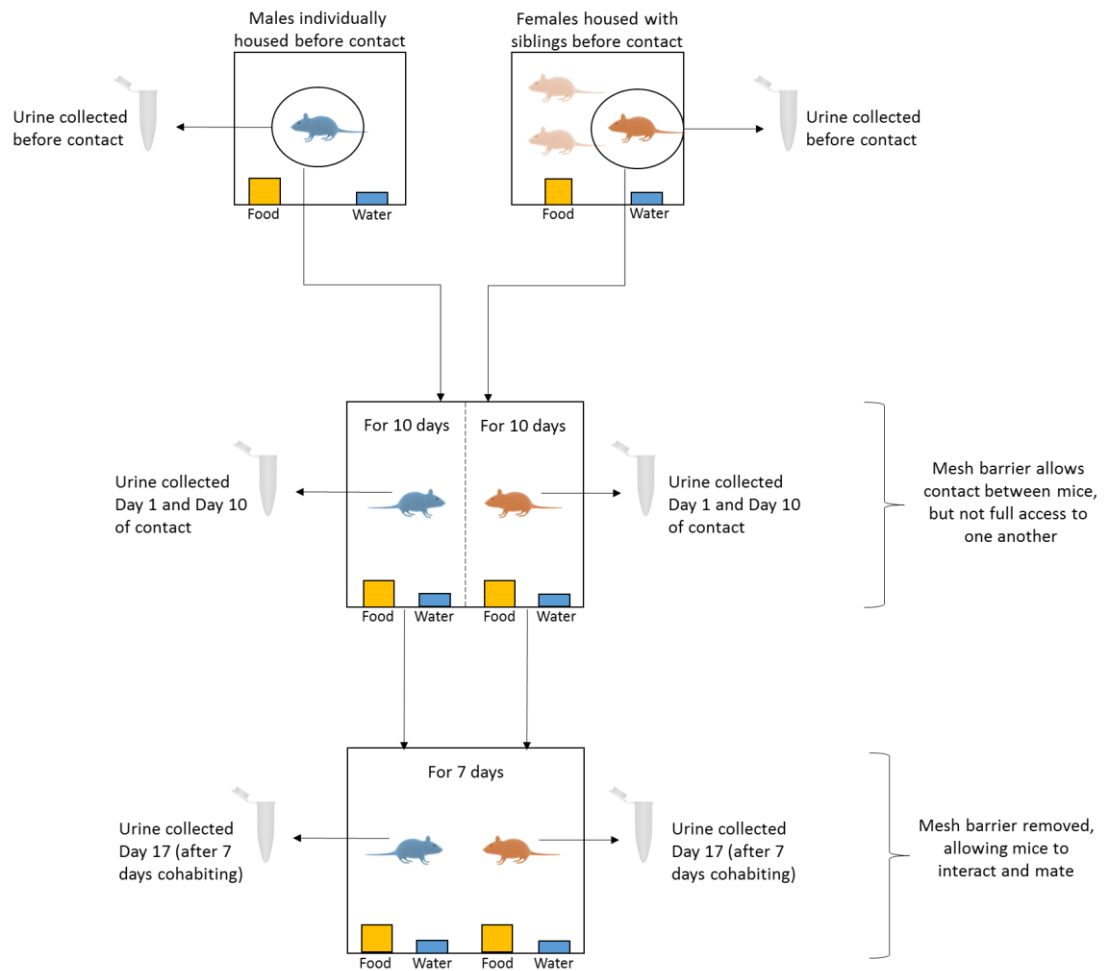 Males individually
housed before contact
Females housed with
siblings before contact
Urine collected
before contact
Urine collected
before contact
Food
Water
Food
Water
For 10 days
For 10 days
Urine collected
Day 1 and Day 10
of contact
Urine collected
Day 1 and Day 10
of contact
Mesh barrier allows
contact between mice,
but not full access to
one another
Food
Water
Food
Water
For 7 days
Urine collected
Day 17 (after 7
days cohabiting)
Urine collected
Day 17 (after 7
days cohabiting)
Mesh barrier removed,
allowing mice to
interact and mate
Food
Water
Food
Water